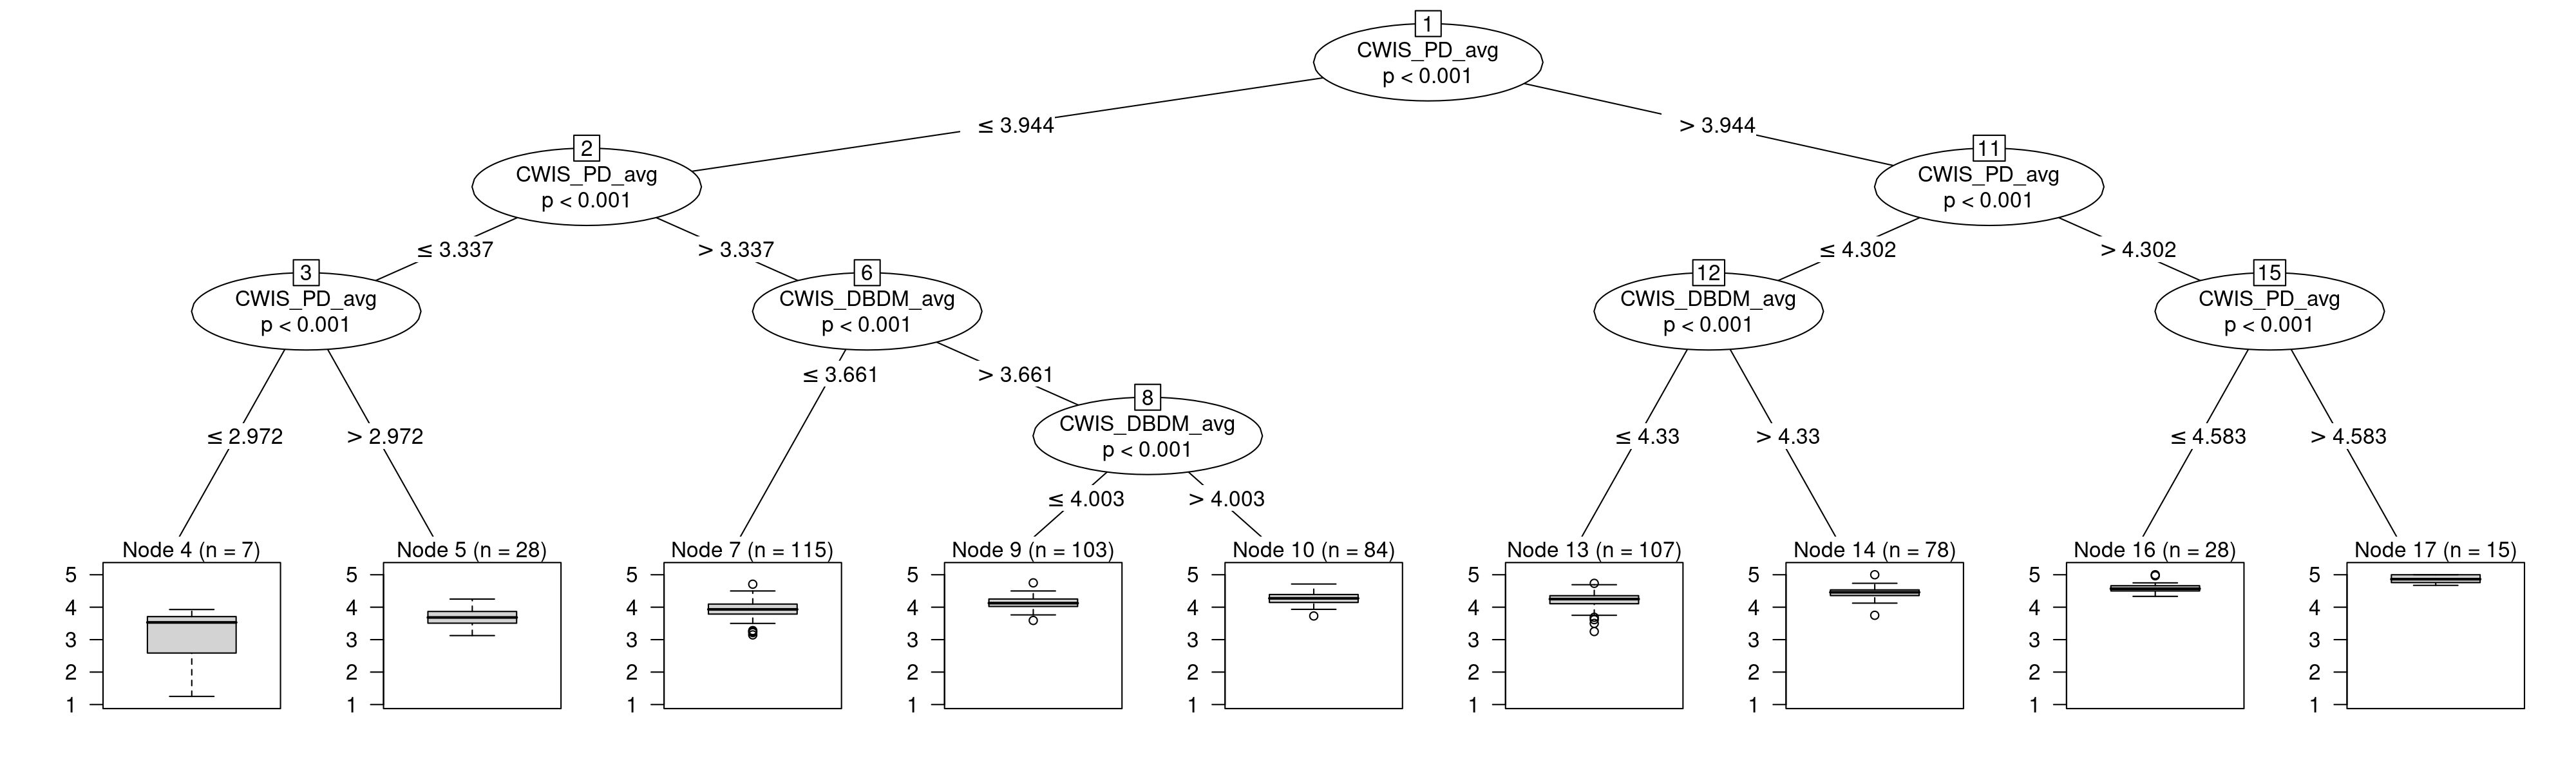 1
CWIS_PD_avg
p < 0.001
≤ 3.944
> 3.944
2
CWIS_PD_avg
p < 0.001
11
CWIS_PD_avg
p < 0.001
≤ 3.337
> 3.337
≤ 4.302
> 4.302
3
CWIS_PD_avg
p < 0.001
6
CWIS_DBDM_avg
p < 0.001
12
CWIS_DBDM_avg
p < 0.001
15
CWIS_PD_avg
p < 0.001
≤ 3.661
> 3.661
8
CWIS_DBDM_avg
p < 0.001
≤ 2.972
> 2.972
≤ 4.33
> 4.33
≤ 4.583
> 4.583
≤ 4.003
> 4.003
Node 4 (n = 7)
5
4
3
2
1
Node 5 (n = 28)
5
4
3
2
1
Node 7 (n = 115)
5
4
3
2
1
Node 9 (n = 103)
5
4
3
2
1
Node 10 (n = 84)
5
4
3
2
1
Node 13 (n = 107)
5
4
3
2
1
Node 14 (n = 78)
5
4
3
2
1
Node 16 (n = 28)
5
4
3
2
1
Node 17 (n = 15)
5
4
3
2
1